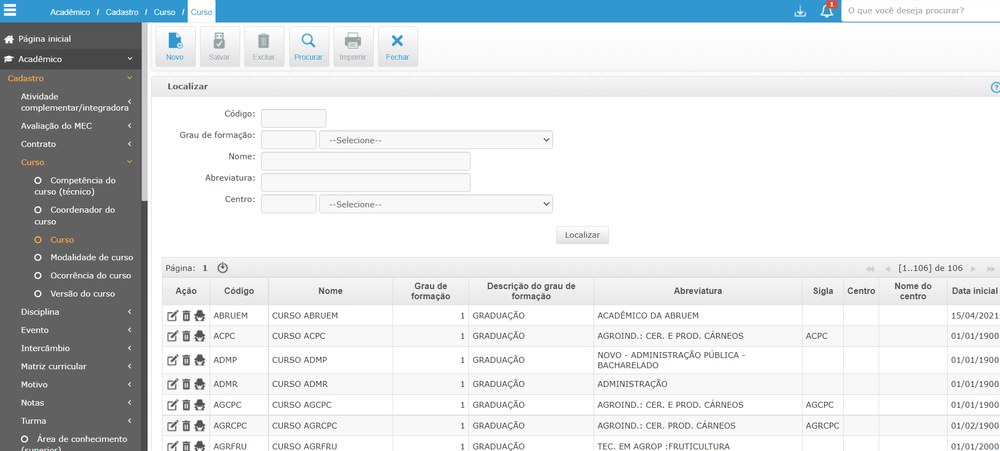 Acadêmico / Cadastro / Curso / Curso
1
O que você deseja procurar?
Página inicial
Acadêmico
Cadastro
Atividade
complementar/integradora
Avaliação do MEC
Contrato
Curso
Competência do
curso (técnico)
Coordenador do
curso
Curso
Modalidade de curso
Ocorrência do curso
Versão do curso
Disciplina
Evento
Intercâmbio
Matriz curricular
Motivo
Notas
Turma
Área de conhecimento
(superior)
Novo Salvar Excluir Procurar Imprimir Fechar
Localizar
Código:
Grau de formação: --Selecione--
Nome:
Abreviatura:
Centro: --Selecione--
Localizar
Página: 1 [1..106] de 106
Ação Código Nome Grau de formação Descrição do grau de formação Abreviatura Sigla Centro Nome do centro Data inicial
ABRUEM CURSO ABRUEM 1 GRADUAÇÃO ACADÊMICO DA ABRUEM 15/04/2021
ACPC CURSO ACPC 1 GRADUAÇÃO AGROIND.: CER. E PROD. CÁRNEOS ACPC 01/01/1900
ADMP CURSO ADMP 1 GRADUAÇÃO NOVO - ADMINISTRAÇÃO PÚBLICA - BACHARELADO 01/01/1900
ADMR CURSO ADMR 1 GRADUAÇÃO ADMINISTRAÇÃO 01/01/1900
AGCPC CURSO AGCPC 1 GRADUAÇÃO AGROIND.: CER. E PROD. CÁRNEOS AGCPC 01/01/1900
AGRCPC CURSO AGRCPC 1 GRADUAÇÃO AGROIND.: CER. PROD. CÁRNEOS AGRCPC 01/02/1900
AGRFRU CURSO AGRFRU 1 GRADUAÇÃO TEC. EM AGROP :FRUTICULTURA 01/01/2000